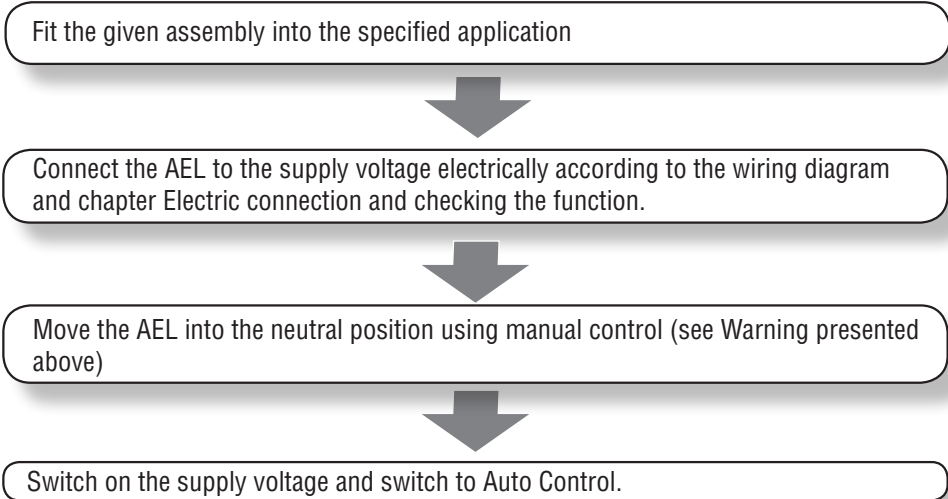 Fit the given assembly into the specified application
Connect the AEL to the supply voltage electrically according to the wiring diagram
and chapter Electric connection and checking the function.
Move the AEL into the neutral position using manual control (see Warning presented
above)
Switch on the supply voltage and switch to Auto Control.